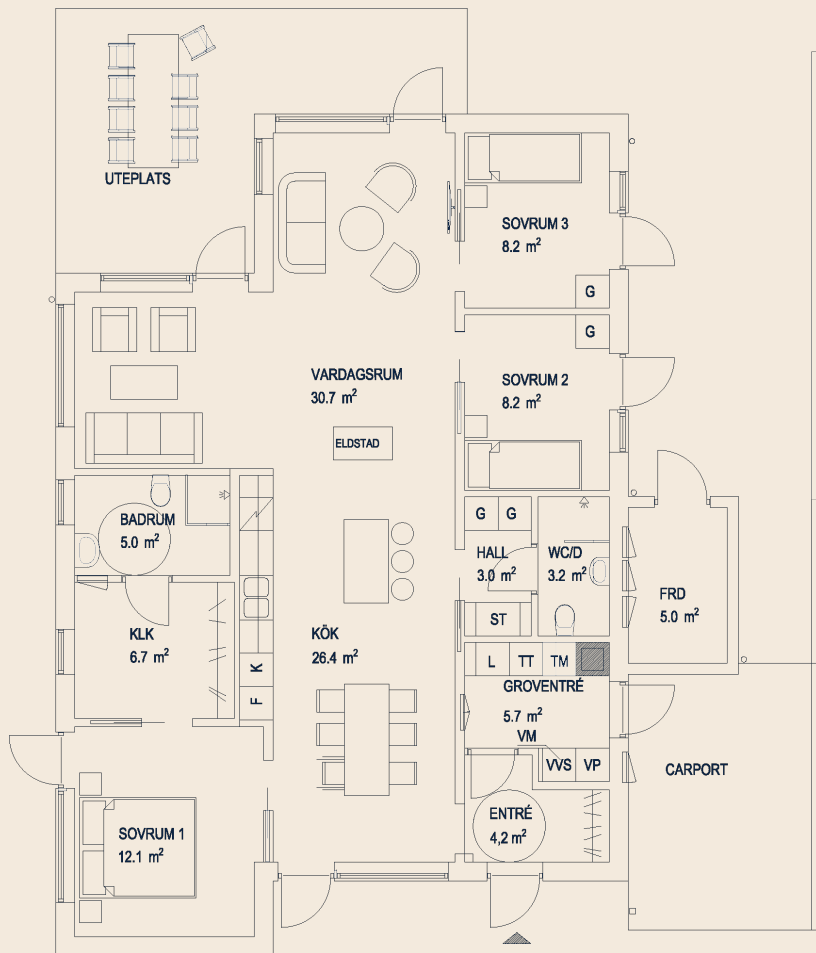 UTEPLATS
SOVRUM 3
8.2 m²
G
G
VARDAGSRUM
30.7 m²
SOVRUM 2
8.2 m²
ELDSTAD
BADRUM
5.0 m²
G G
HALL
3.0 m²
WC/D
3.2 m²
FRD
5.0 m²
ST
KLK
6.7 m²
KÖK
26.4 m²
K
F
L TT TM
GROVENTRÉ
5.7 m²
VM
VVS VP
CARPORT
ENTRÉ
4,2 m²
SOVRUM 1
12.1 m²